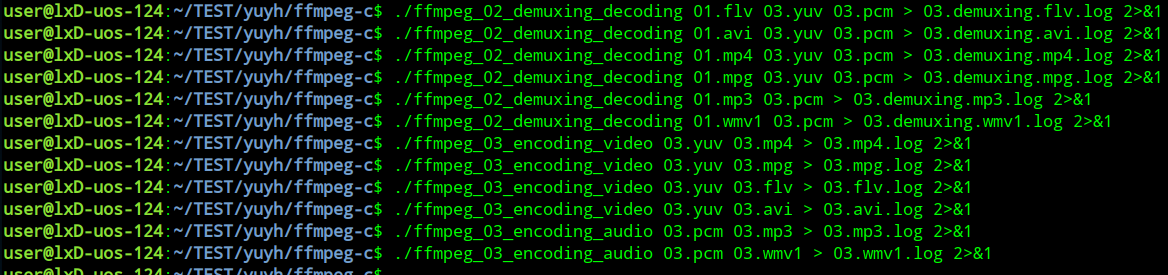 user@lxD-uos-124:~/TEST/yuyh/ffmpeg-c$ ./ffmpeg_02_demuxing_decoding 01.flv 03.yuv 03.pcm > 03.demuxing.flv.log 2>&1
user@lxD-uos-124:~/TEST/yuyh/ffmpeg-c$ ./ffmpeg_02_demuxing_decoding 01.avi 03.yuv 03.pcm > 03.demuxing.avi.log 2>&1
user@lxD-uos-124:~/TEST/yuyh/ffmpeg-c$ ./ffmpeg_02_demuxing_decoding 01.mp4 03.yuv 03.pcm > 03.demuxing.mp4.log 2>&1
user@lxD-uos-124:~/TEST/yuyh/ffmpeg-c$ ./ffmpeg_02_demuxing_decoding 01.mpg 03.yuv 03.pcm > 03.demuxing.mpg.log 2>&1
user@lxD-uos-124:~/TEST/yuyh/ffmpeg-c$ ./ffmpeg_02_demuxing_decoding 01.mp3 03.pcm > 03.demuxing.mp3.log 2>&1
user@lxD-uos-124:~/TEST/yuyh/ffmpeg-c$ ./ffmpeg_02_demuxing_decoding 01.wmv1 03.pcm > 03.demuxing.wmv1.log 2>&1
user@lxD-uos-124:~/TEST/yuyh/ffmpeg-c$ ./ffmpeg_03_encoding_video 03.yuv 03.mp4 > 03.mp4.log 2>&1
user@lxD-uos-124:~/TEST/yuyh/ffmpeg-c$ ./ffmpeg_03_encoding_video 03.yuv 03.mpg > 03.mpg.log 2>&1
user@lxD-uos-124:~/TEST/yuyh/ffmpeg-c$ ./ffmpeg_03_encoding_video 03.yuv 03.flv > 03.flv.log 2>&1
user@lxD-uos-124:~/TEST/yuyh/ffmpeg-c$ ./ffmpeg_03_encoding_video 03.yuv 03.avi > 03.avi.log 2>&1
user@lxD-uos-124:~/TEST/yuyh/ffmpeg-c$ ./ffmpeg_03_encoding_audio 03.pcm 03.mp3 > 03.mp3.log 2>&1
user@lxD-uos-124:~/TEST/yuyh/ffmpeg-c$ ./ffmpeg_03_encoding_audio 03.pcm 03.wmv1 > 03.wmv1.log 2>&1